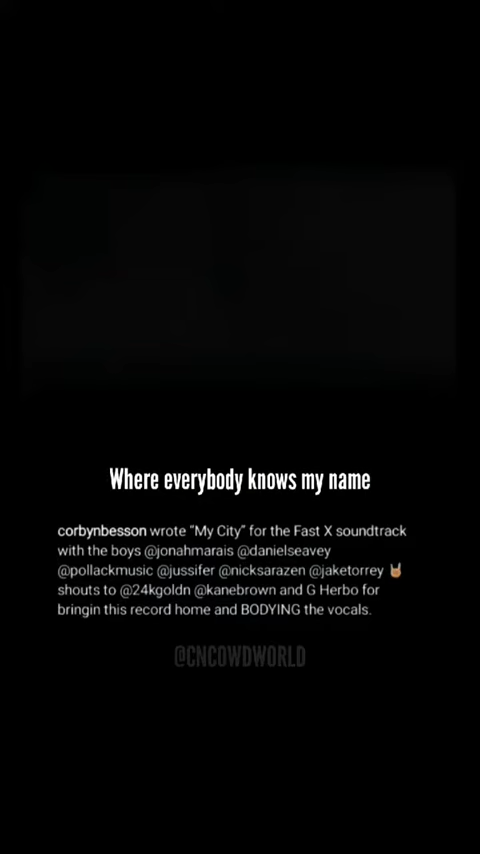 Where everybody knows my name
corbynbesson wrote “My City” for the Fast X soundtrack
with the boys @jonahmarais @danielseavey
@pollackmusic @jussifer @nicksarazen @jaketorrey 🤘🏽
shouts to @24kgoldn @kanebrown and G Herbo for
bringin this record home and BODYING the vocals.
@CNCOWDWORLD